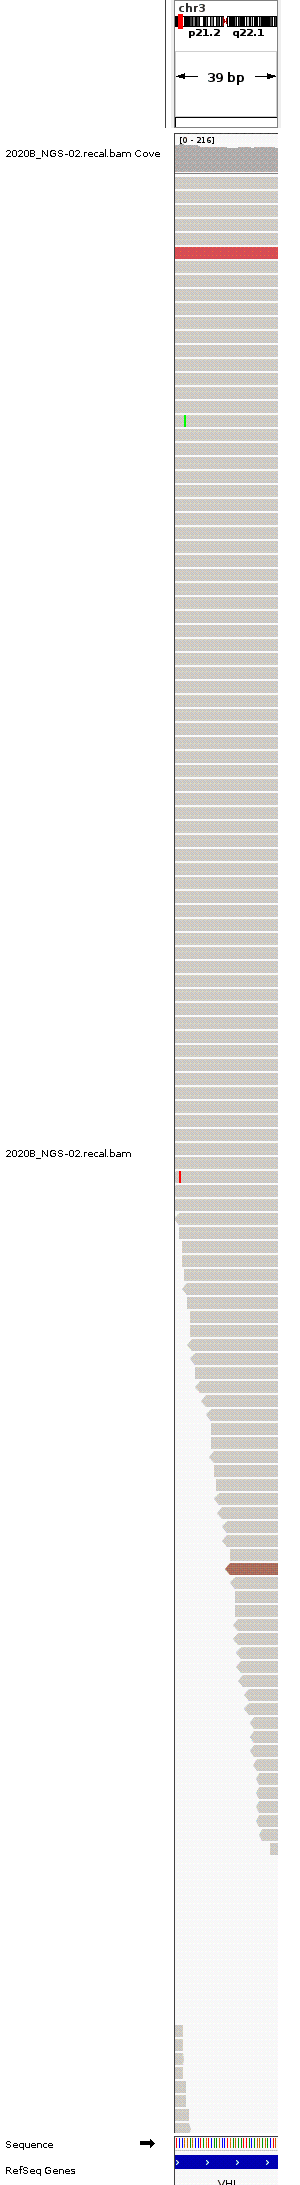 chr3
p21.2 q22.1
39 bp
[0 - 216]
2020B_NGS-02.recal.bam Cove
2020B_NGS-02.recal.bam
Sequence
RefSeq Genes
VHL